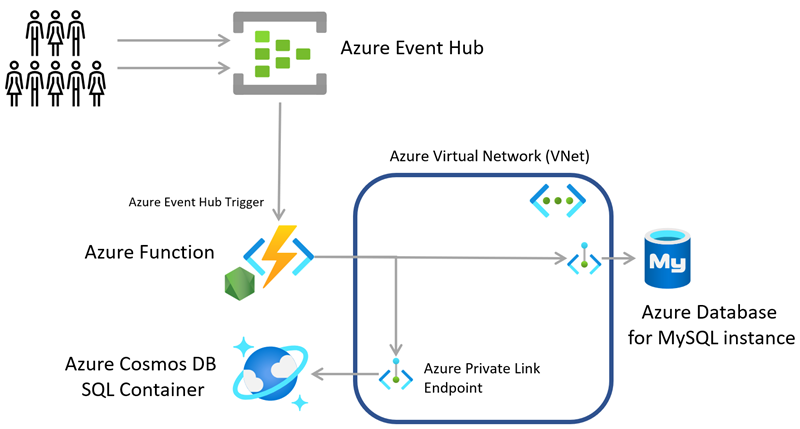 Azure Event Hub
Azure Virtual Network (VNet)
Azure Event Hub Trigger
Azure Function
My
Azure Database
for MySQL instance
Azure Cosmos DB
SQL Container
Azure Private Link
Endpoint